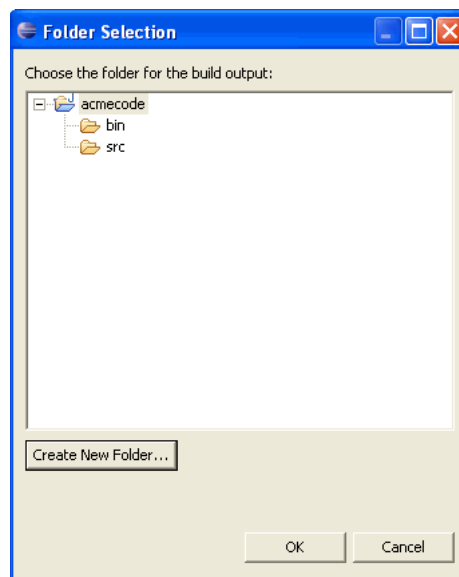 Folder Selection
Choose the folder for the build output:
acmecode
bin
src
Create New Folder...
OK
Cancel